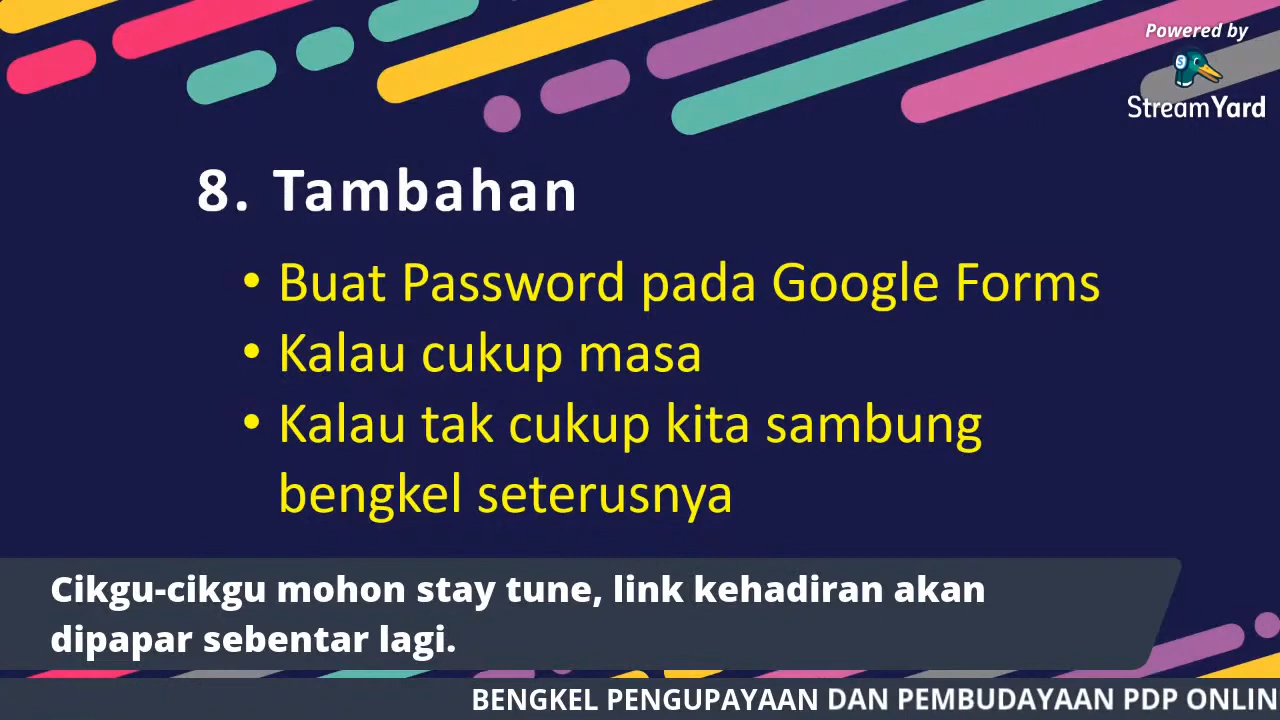 Powered by
StreamYard
8. Tambahan
• Buat Password pada Google Forms
• Kalau cukup masa
• Kalau tak cukup kita sambung
bengkel seterusnya
Cikgu-cikgu mohon stay tune, link kehadiran akan
dipapar sebentar lagi.
BENGKEL PENGUPAYAAN DAN PEMBUDAYAAN PDP ONLIN